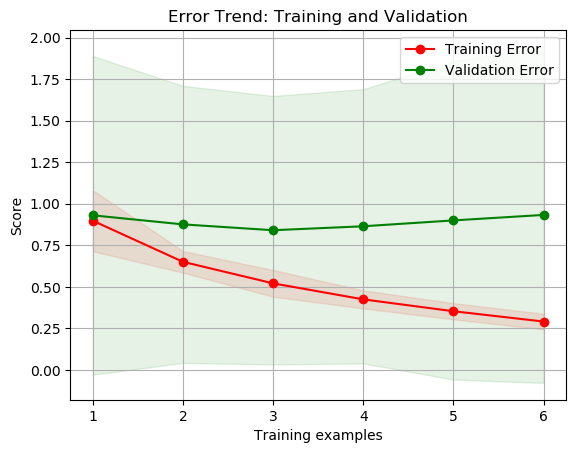 Error Trend: Training and Validation
Training Error
Validation Error
Score
2.00
1.75
1.50
1.25
1.00
0.75
0.50
0.25
0.00
1 2 3 4 5 6
Training examples